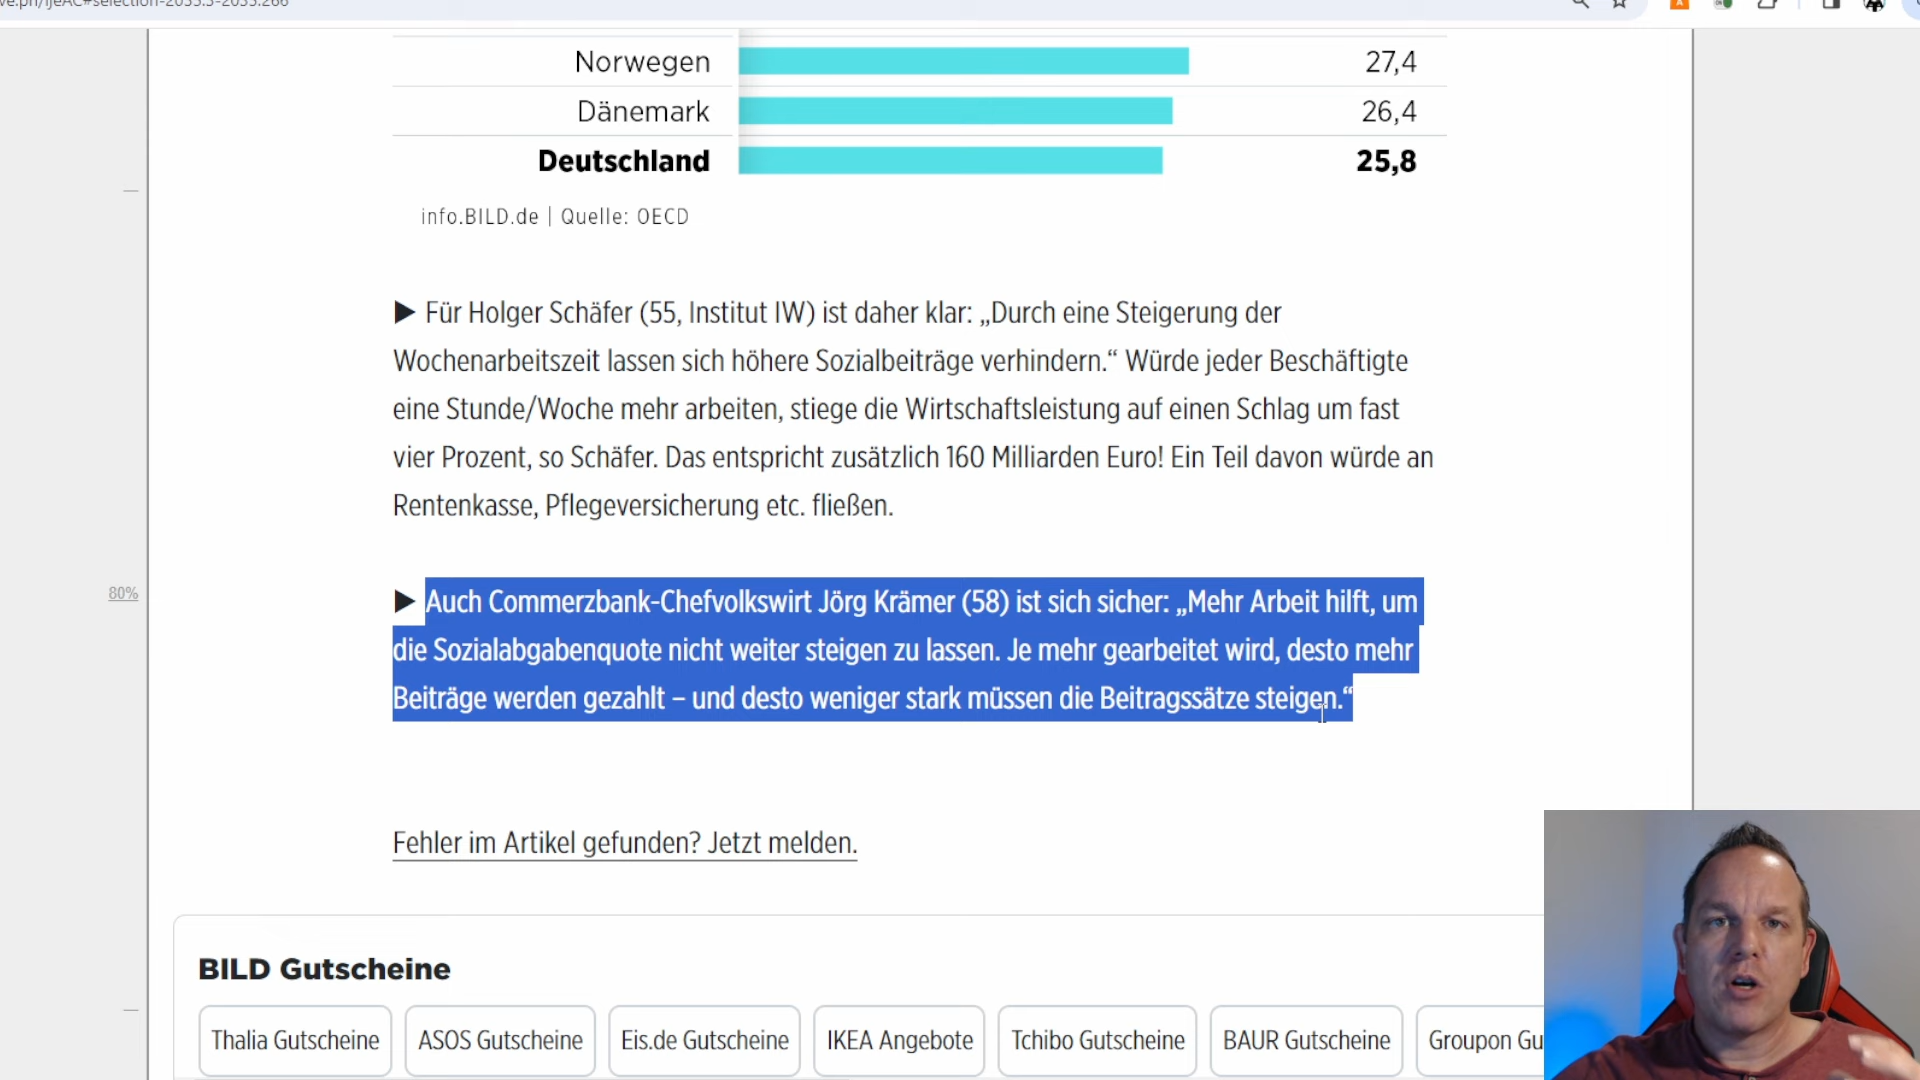 Norwegen 27,4
Dänemark 26,4
Deutschland 25,8
info.BILD.de | Quelle: OECD
▶ Für Holger Schäfer (55, Institut IW) ist daher klar: „Durch eine Steigerung der
Wochenarbeitszeit lassen sich höhere Sozialbeiträge verhindern.“ Würde jeder Beschäftigte
eine Stunde/Woche mehr arbeiten, stiege die Wirtschaftsleistung auf einen Schlag um fast
vier Prozent, so Schäfer. Das entspricht zusätzlich 160 Milliarden Euro! Ein Teil davon würde an
Rentenkasse, Pflegeversicherung etc. fließen.
80%
▶ Auch Commerzbank-Chefvolkswirt Jörg Krämer (58) ist sich sicher: „Mehr Arbeit hilft, um
die Sozialabgabenquote nicht weiter steigen zu lassen. Je mehr gearbeitet wird, desto mehr
Beiträge werden gezahlt – und desto weniger stark müssen die Beitragssätze steigen.“
Fehler im Artikel gefunden? Jetzt melden.
BILD Gutscheine
Thalia Gutscheine ASOS Gutscheine Eis.de Gutscheine IKEA Angebote Tchibo Gutscheine BAUR Gutscheine Groupon Gu